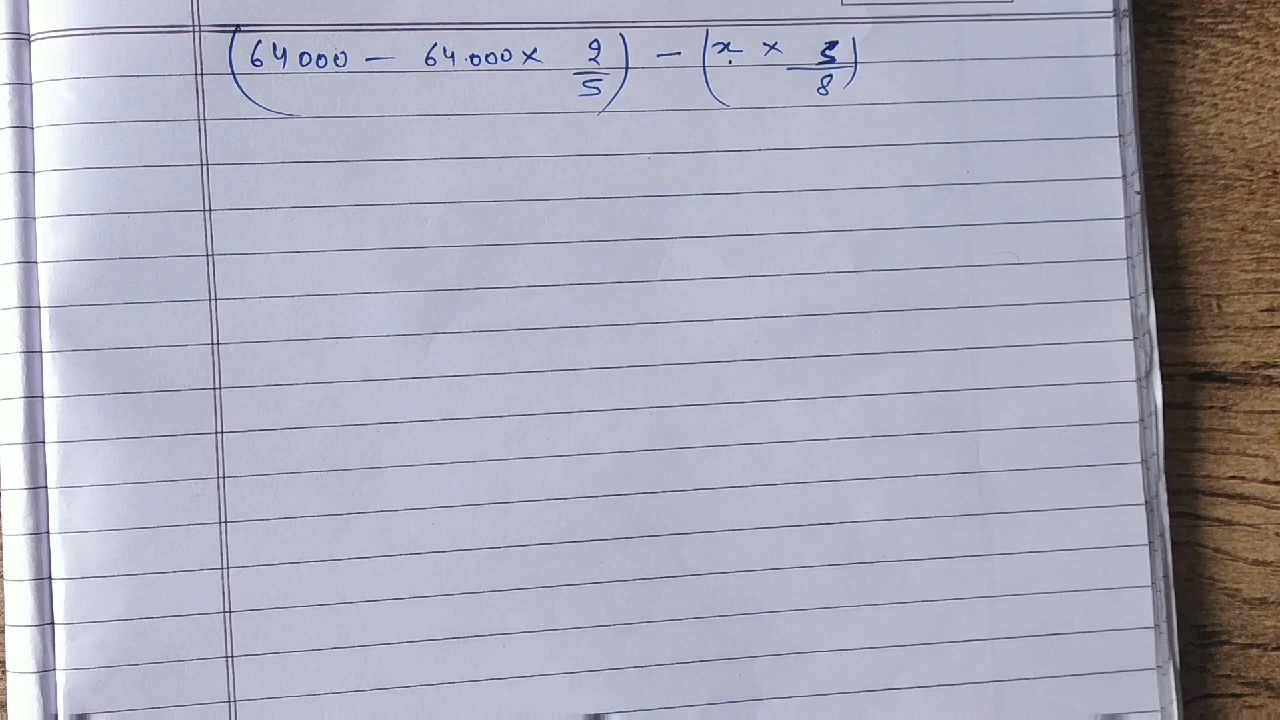 (64000 - 64000 × 2/5) - (x × 3/8)